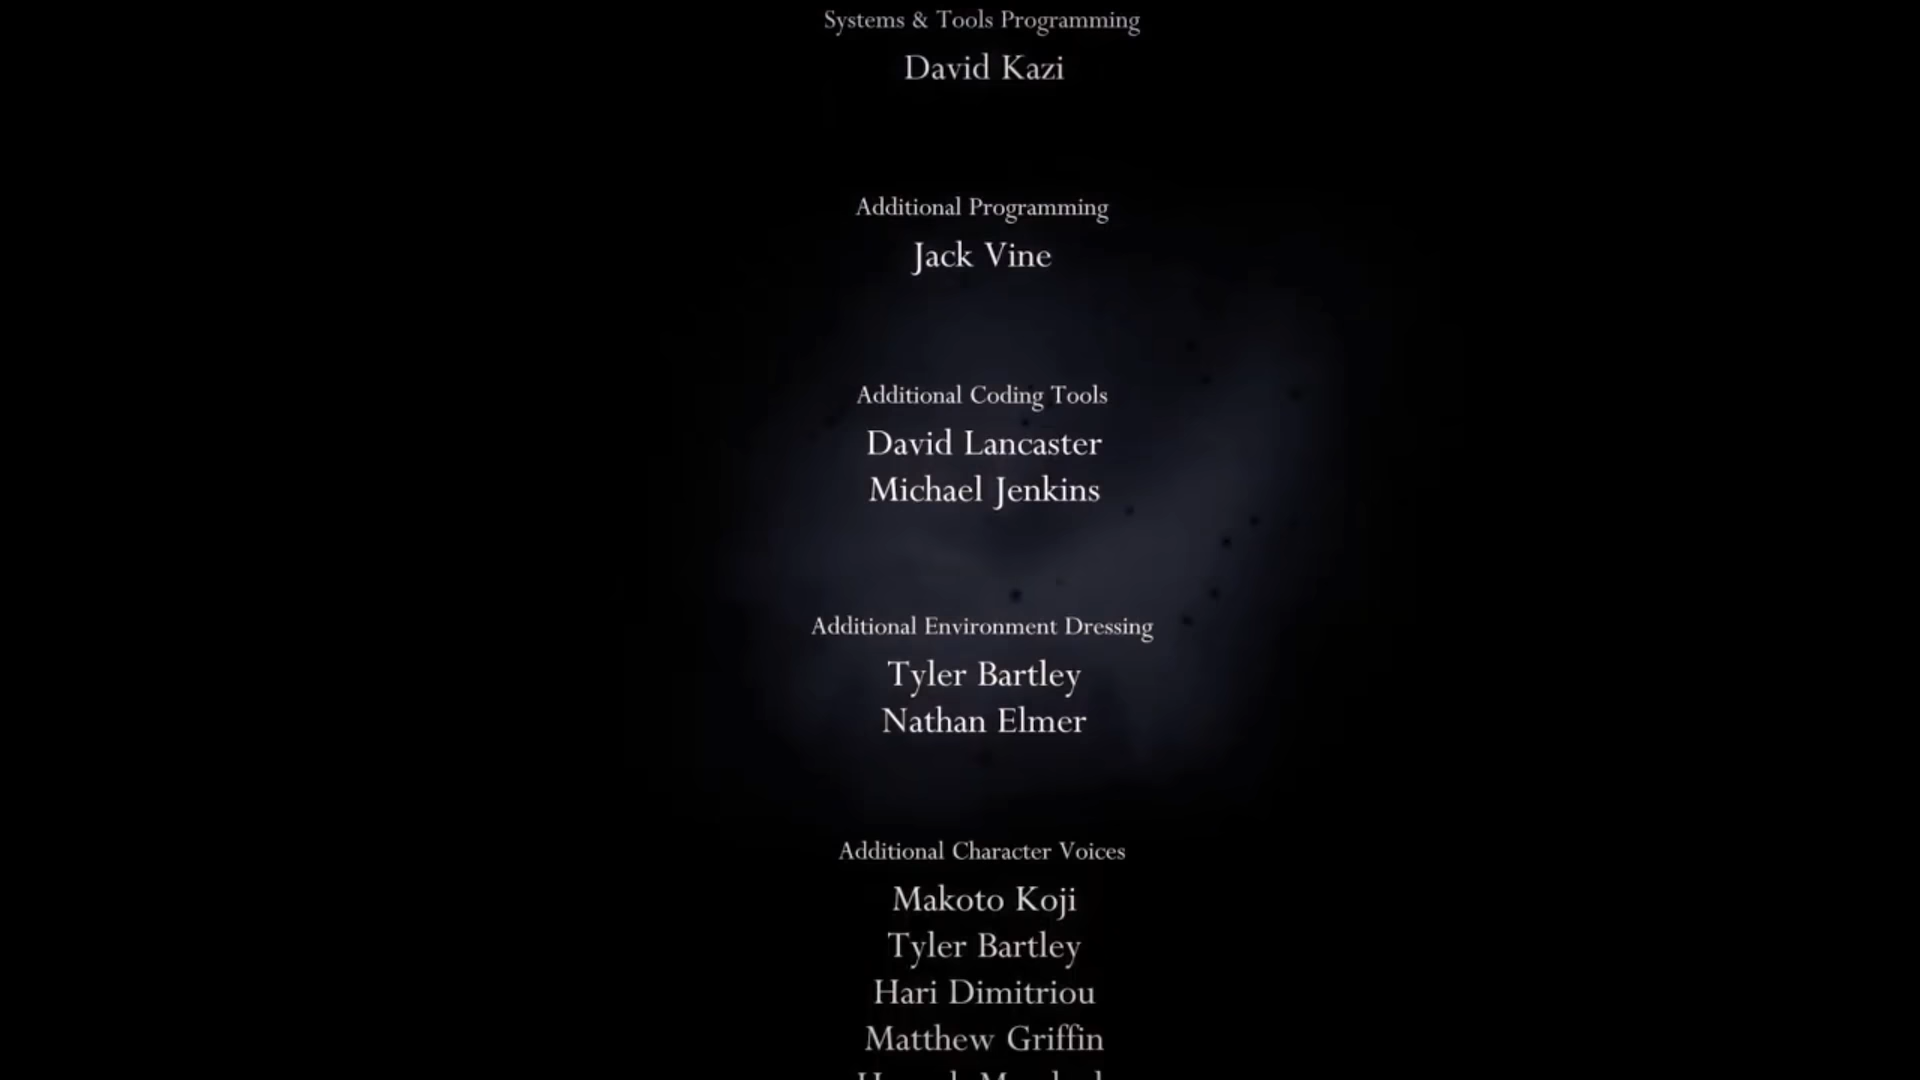 Systems & Tools Programming
David Kazi
Additional Programming
Jack Vine
Additional Coding Tools
David Lancaster
Michael Jenkins
Additional Environment Dressing
Tyler Bartley
Nathan Elmer
Additional Character Voices
Makoto Koji
Tyler Bartley
Hari Dimitriou
Matthew Griffin